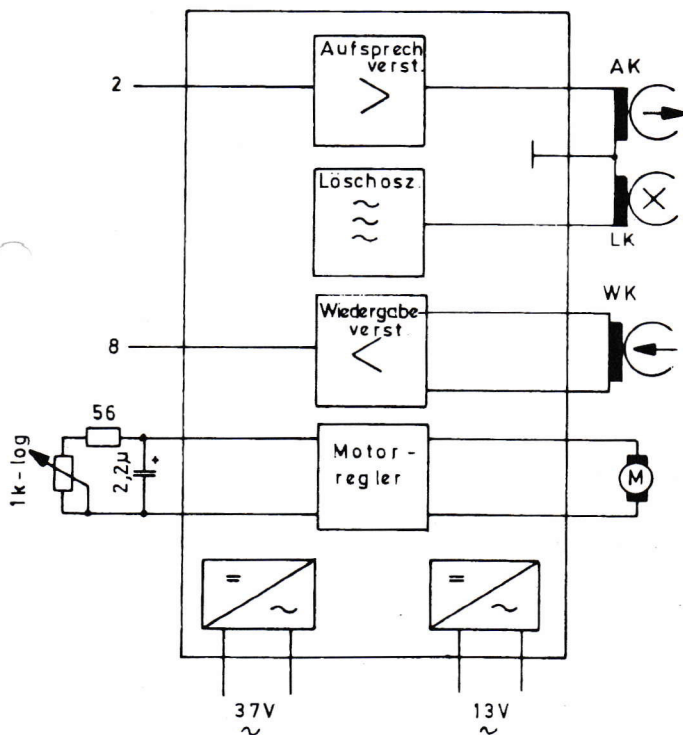 Aufsprech
verst.
2
AK
Löschosz.
LK
Wiedergabe
verst
WK
8
56
1k-log
2,2µ
+
Motor-
regler
M
=
~
=
~
37V
~
13V
~